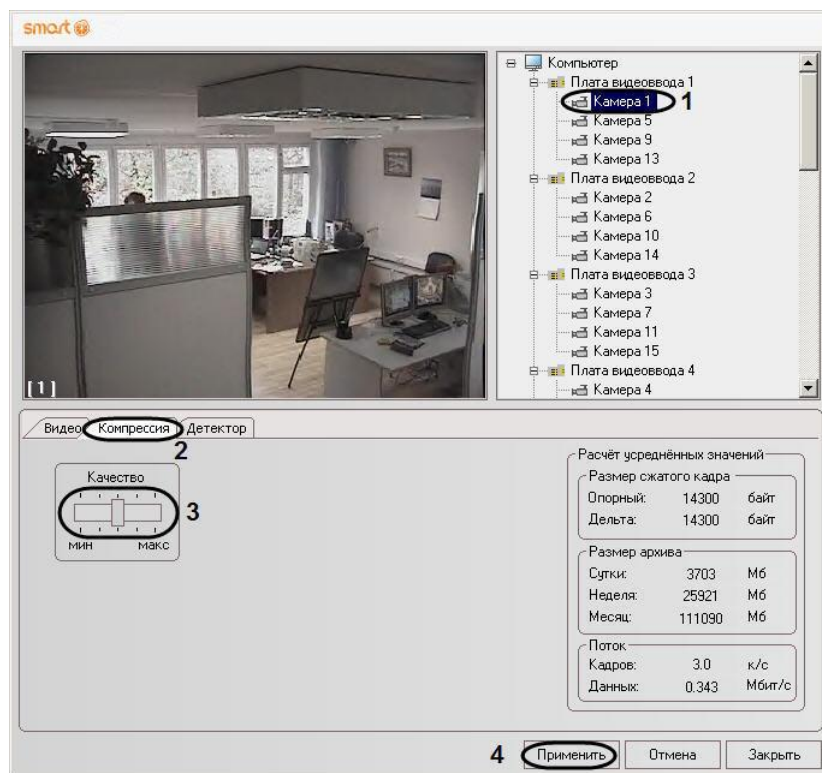 smart
Компьютер
Плата видеоввода 1
Камера 1
1
Камера 5
Камера 9
Камера 13
Плата видеоввода 2
Камера 2
Камера 6
Камера 10
Камера 14
Плата видеоввода 3
Камера 3
Камера 7
Камера 11
Камера 15
Плата видеоввода 4
Камера 4
[1]
Видео Компрессия Детектор
2
Качество
3
мин макс
Расчёт усреднённых значений
Размер сжатого кадра
Опорный: 14300 байт
Дельта: 14300 байт
Размер архива
Сутки: 3703 Мб
Неделя: 25921 Мб
Месяц: 111090 Мб
Поток
Кадров: 3.0 к/с
Данных: 0.343 Мбит/с
4 Применить Отмена Закрыть